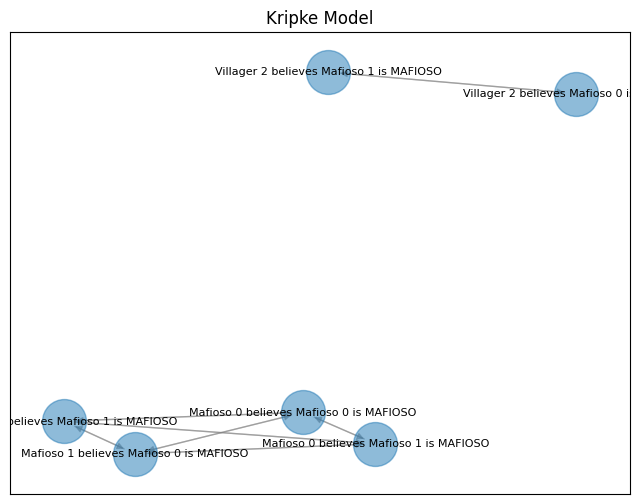 Kripke Model
Villager 2 believes Mafioso 1 is MAFIOSO
Villager 2 believes Mafioso 0 i
Mafioso 0 believes Mafioso 0 is MAFIOSO
believes Mafioso 1 is MAFIOSO
Mafioso 0 believes Mafioso 1 is MAFIOSO
Mafioso 1 believes Mafioso 0 is MAFIOSO